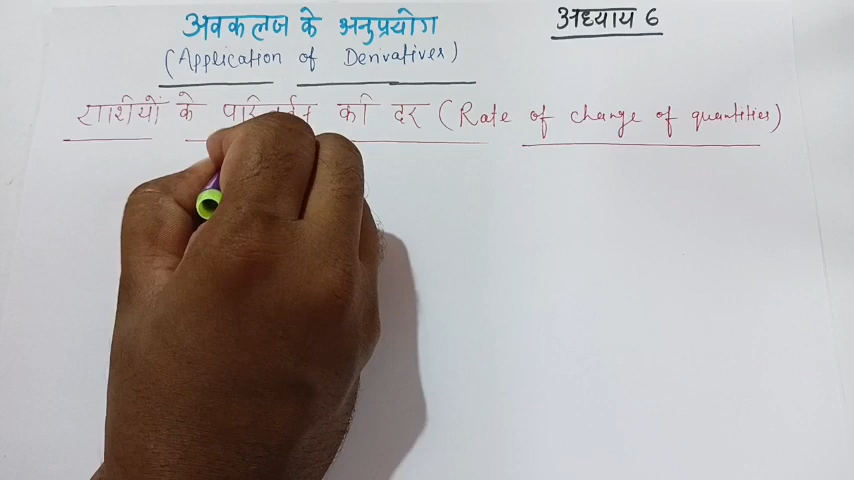 अवकलज के अनुप्रयोग
अध्याय 6
(Application of Derivatives)
राशियों के की दर (Rate of change of quantities)